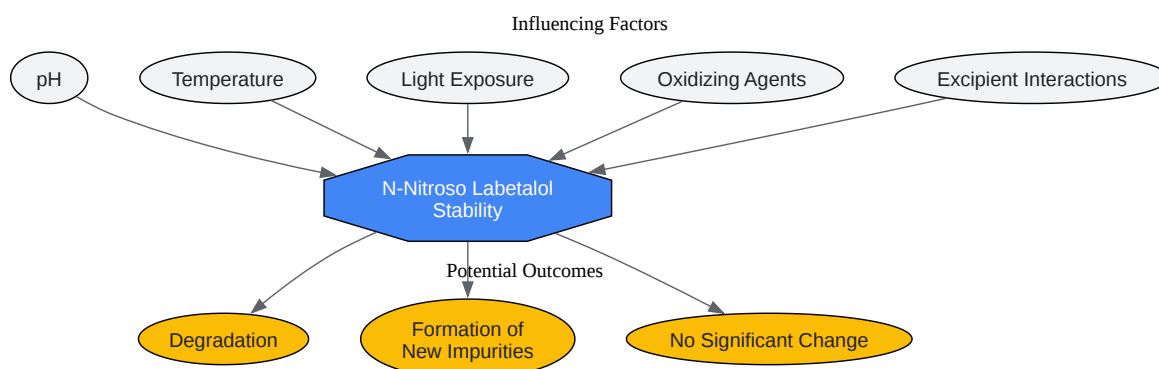 Influencing Factors
pH
Temperature
Light Exposure
Oxidizing Agents
Excipient Interactions
N-Nitroso Labetalol
Stability
Potential Outcomes
Degradation
Formation of
New Impurities
No Significant Change